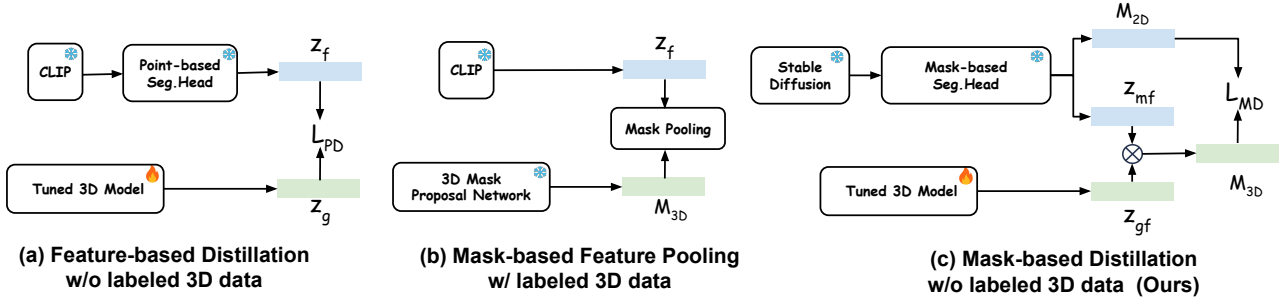 CLIP
Point-based
Seg.Head
z_f
L_PD
Tuned 3D Model
z_g
(a) Feature-based Distillation
w/o labeled 3D data
CLIP
z_f
Mask Pooling
3D Mask
Proposal Network
M_3D
(b) Mask-based Feature Pooling
w/ labeled 3D data
Stable
Diffusion
Mask-based
Seg.Head
M_2D
z_mf
L_MD
Tuned 3D Model
z_gf
M_3D
(c) Mask-based Distillation
w/o labeled 3D data (Ours)